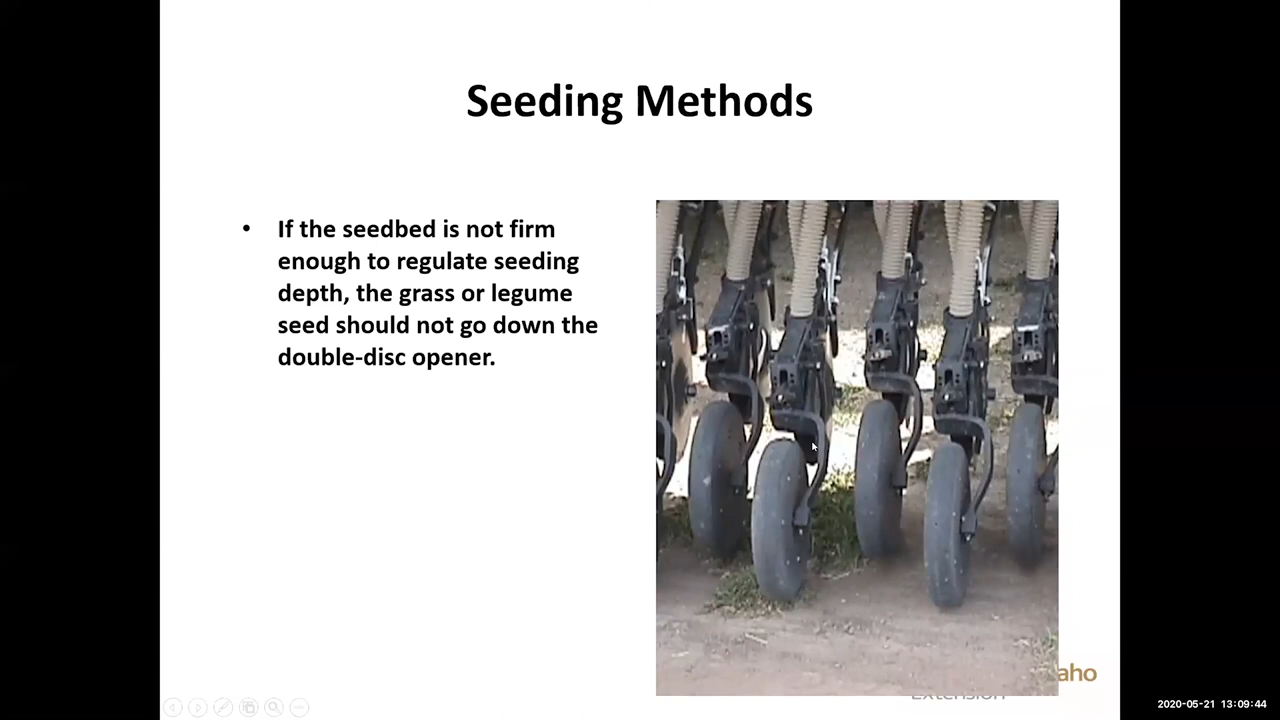 Seeding Methods
• If the seedbed is not firm
enough to regulate seeding
depth, the grass or legume
seed should not go down the
double-disc opener.
aho
Extension
2020-05-21 13:09:44